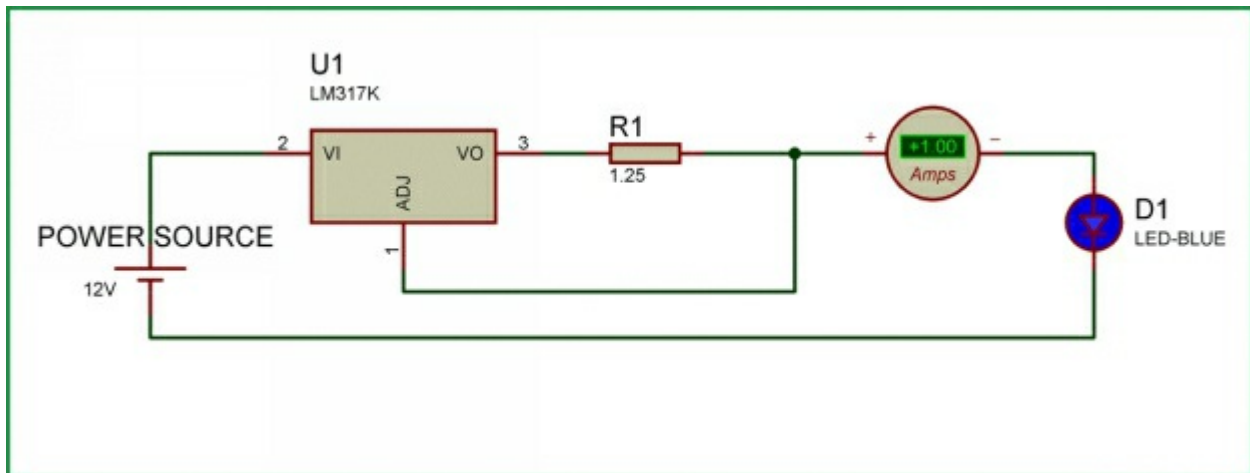 U1
LM317K
2
VI
VO
3
ADJ
1
R1
1.25
+
+1.00
Amps
-
D1
LED-BLUE
POWER SOURCE
12V